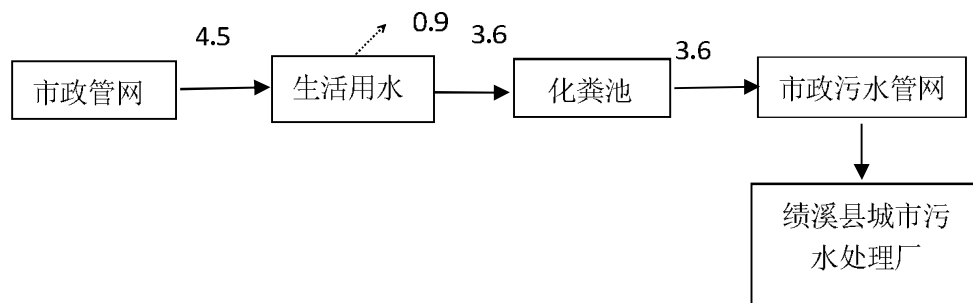 4.5
0.9
3.6
3.6
市政管网
生活用水
化粪池
市政污水管网
绩溪县城市污
水处理厂